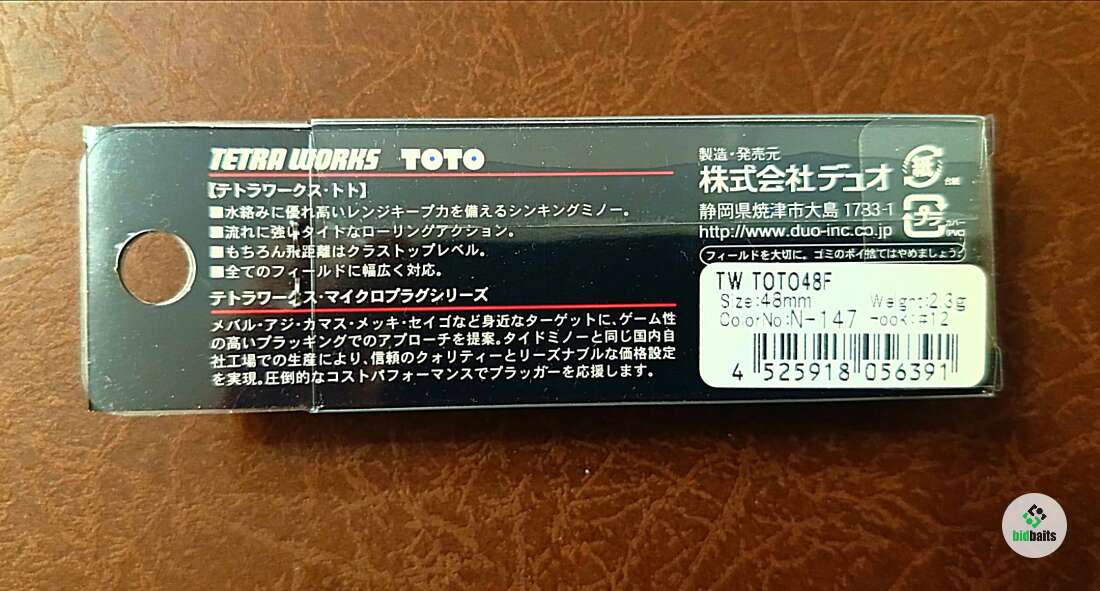 TETRA WORKS TOTO
【テトラワークス・トト】
■水絡みに優れ高いレンジキープ力を備えるシンキングミノー。
■流れに強いタイドなローリングアクション。
■もちろん飛距離はクラストップレベル。
■全てのフィールドに幅広く対応。
テトラワークス・マイクロプラグシリーズ
メバル・アジ・カマス・メッキ・セイゴなど身近なターゲットに、ゲーム性
の高いプラッギングでのアプローチを提案。タイドミノーと同じ国内自
社工場での生産により、信頼のクォリティーとリーズナブルな価格設定
を実現。圧倒的なコストパフォーマンスでプラッガーを応援します。
製造・発売元
株式会社デュオ
静岡県焼津市大島 1783-1
http://www.duo-inc.co.jp
紙
台紙
プラ
カバー
(PVC)
フィールドを大切に。ゴミのポイ捨てはやめましょう。
TW TOTO48F
Size:48mm Weight:2.3g
ColorNo:N-147 Hook:#12
4 525918 056391
bidbaits